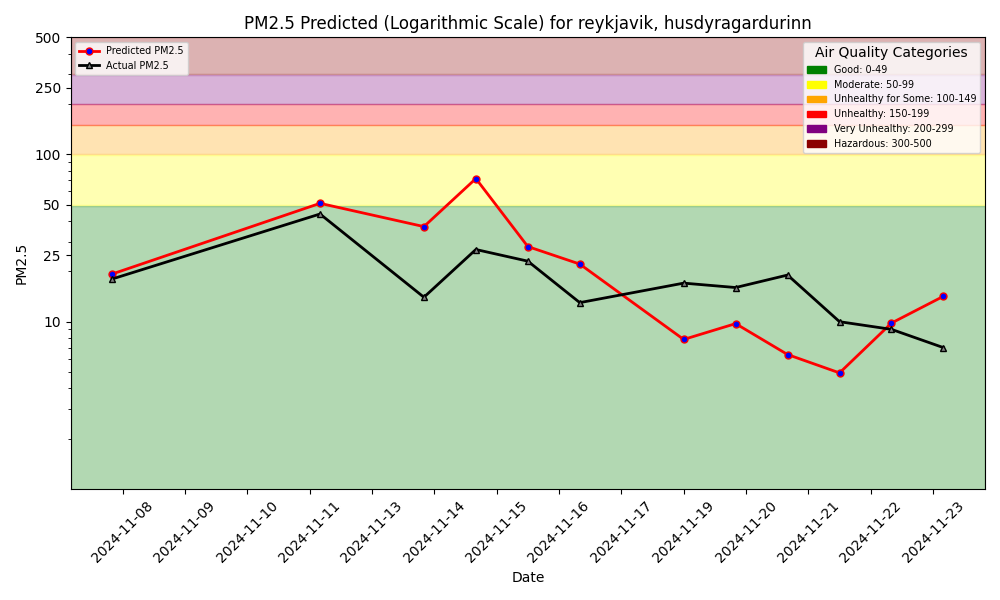 PM2.5 Predicted (Logarithmic Scale) for reykjavik, husdyragardurinn
Predicted PM2.5
Actual PM2.5
Air Quality Categories
Good: 0-49
Moderate: 50-99
Unhealthy for Some: 100-149
Unhealthy: 150-199
Very Unhealthy: 200-299
Hazardous: 300-500
500
250
100
50
25
10
PM2.5
2024-11-08
2024-11-09
2024-11-10
2024-11-11
2024-11-13
2024-11-14
2024-11-15
2024-11-16
2024-11-17
2024-11-19
2024-11-20
2024-11-21
2024-11-22
2024-11-23
Date